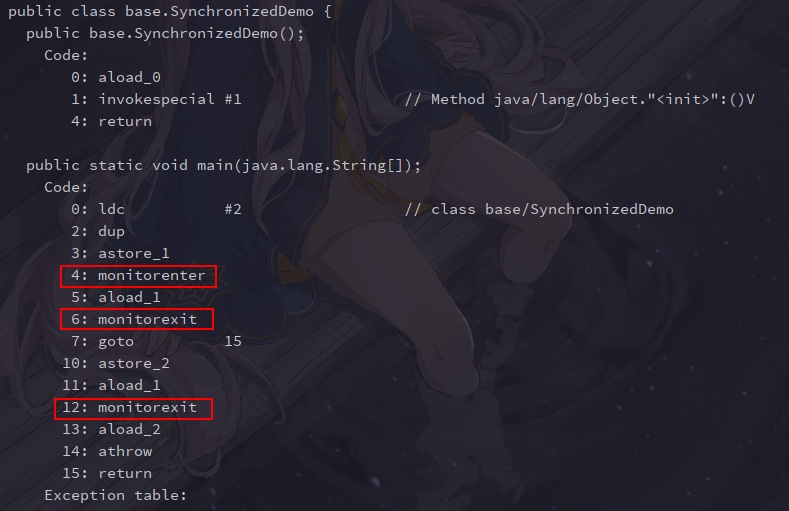 public class base.SynchronizedDemo {
  public base.SynchronizedDemo();
    Code:
       0: aload_0
       1: invokespecial #1                  // Method java/lang/Object."<init>":()V
       4: return

  public static void main(java.lang.String[]);
    Code:
       0: ldc           #2                  // class base/SynchronizedDemo
       2: dup
       3: astore_1
       4: monitorenter
       5: aload_1
       6: monitorexit
       7: goto          15
      10: astore_2
      11: aload_1
      12: monitorexit
      13: aload_2
      14: athrow
      15: return
    Exception table: